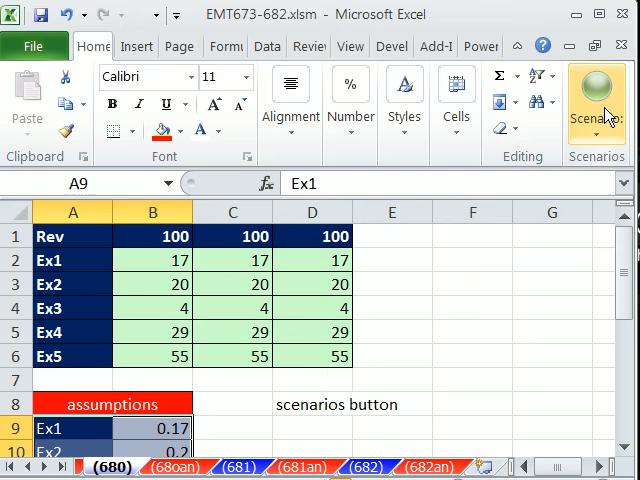 EMT673-682.xlsm - Microsoft Excel
File Home Insert Page Formu Data Review View Devel Add-I Power
Paste Calibri 11 Σ Scenario:
B I U A A Alignment Number Styles Cells
Clipboard Font Editing Scenarios
A9 fx Ex1
A B C D E F G
1 Rev 100 100 100
2 Ex1 17 17 17
3 Ex2 20 20 20
4 Ex3 4 4 4
5 Ex4 29 29 29
6 Ex5 55 55 55
7
8 assumptions scenarios button
9 Ex1 0.17
10 Ex2 0.2
(680) (680an) (681) (681an) (682) (682an)